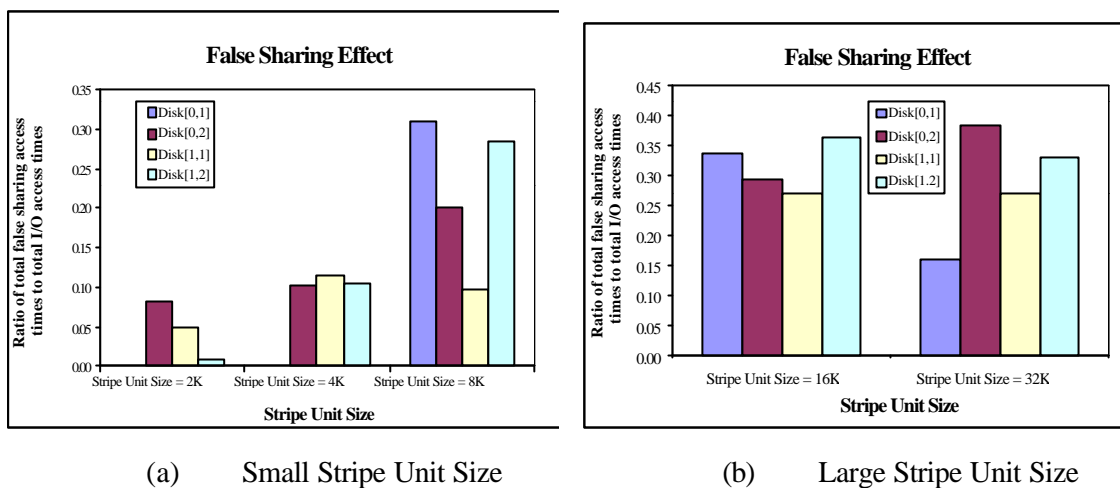 False Sharing Effect
Ratio of total false sharing access
times to total I/O access times
0.35
0.30
0.25
0.20
0.15
0.10
0.05
0.00
Disk[0,1]
Disk[0,2]
Disk[1,1]
Disk[1,2]
Stripe Unit Size = 2K
Stripe Unit Size = 4K
Stripe Unit Size = 8K
Stripe Unit Size
(a) Small Stripe Unit Size
False Sharing Effect
Ratio of total false sharing access
times to total I/O access times
0.45
0.40
0.35
0.30
0.25
0.20
0.15
0.10
0.05
0.00
Disk[0,1]
Disk[0,2]
Disk[1,1]
Disk[1.2]
Stripe Unit Size = 16K
Stripe Unit Size = 32K
Stripe Unit Size
(b) Large Stripe Unit Size